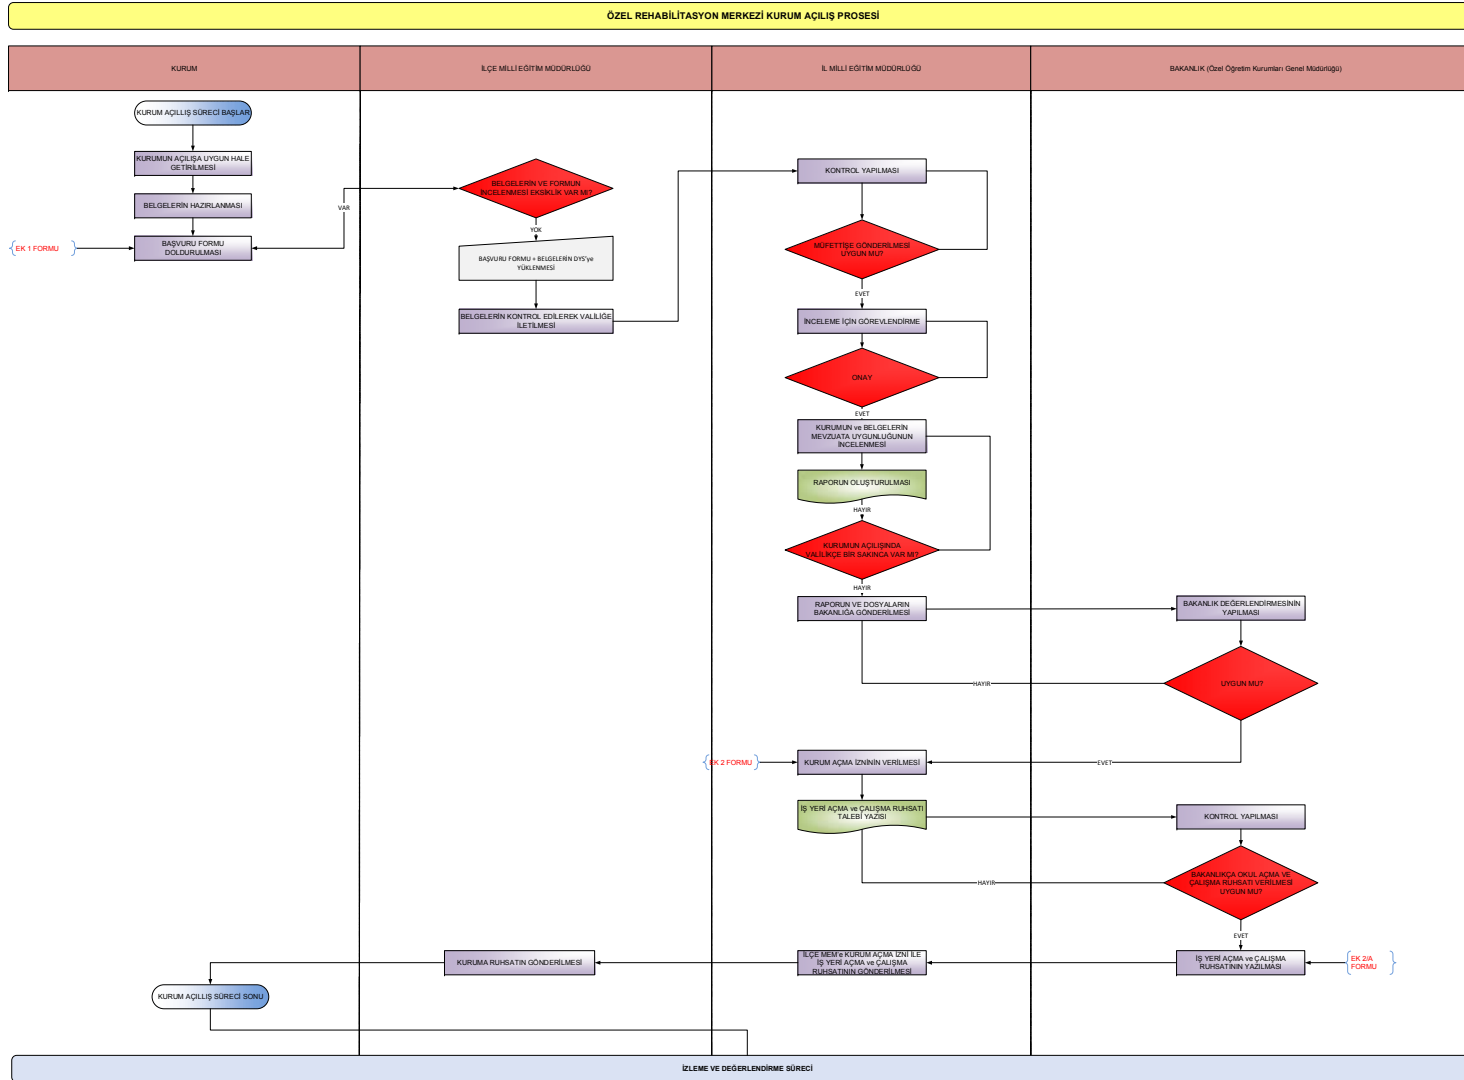 ÖZEL REHABİLİTASYON MERKEZİ KURUM AÇILIŞ PROSESİ
KURUM
İLÇE MİLLİ EĞİTİM MÜDÜRLÜĞÜ
İL MİLLİ EĞİTİM MÜDÜRLÜĞÜ
BAKANLIK (Özel Öğretim Kurumları Genel Müdürlüğü)
KURUM AÇILLIŞ SÜRECİ BAŞLAR
KURUMUN AÇILIŞA UYGUN HALE
GETİRİLMESİ
BELGELERİN HAZIRLANMASI
EK 1 FORMU
BAŞVURU FORMU
DOLDURULMASI
VAR
BELGELERİN VE FORMUN
İNCELENMESİ EKSİKLİK VAR MI?
YOK
BAŞVURU FORMU + BELGELERİN DYS'ye
YÜKLENMESİ
BELGELERİN KONTROL EDİLEREK VALİLİĞE
İLETİLMESİ
KONTROL YAPILMASI
MÜFETTİŞE GÖNDERİLMESİ
UYGUN MU?
EVET
İNCELEME İÇİN GÖREVLENDİRME
ONAY
EVET
KURUMUN ve BELGELERİN
MEVZUATA UYGUNLUĞUNUN
İNCELENMESİ
RAPORUN OLUŞTURULMASI
HAYIR
KURUMUN AÇILIŞINDA
VALİLİKÇE BİR SAKINCA VAR MI?
HAYIR
RAPORUN VE DOSYALARIN
BAKANLIĞA GÖNDERİLMESİ
BAKANLIK DEĞERLENDİRMESİNİN
YAPILMASI
UYGUN MU?
HAYIR
EVET
EK 2 FORMU
KURUM AÇMA İZNİNİN VERİLMESİ
İŞ YERİ AÇMA ve ÇALIŞMA RUHSATI
TALEBİ YAZISI
KONTROL YAPILMASI
BAKANLIKÇA OKUL AÇMA VE
ÇALIŞMA RUHSATI VERİLMESİ
UYGUN MU?
HAYIR
EVET
EK 2/A
FORMU
İŞ YERİ AÇMA ve ÇALIŞMA
RUHSATININ YAZILMASI
İLÇE MEM'e KURUM AÇMA İZNİ İLE
İŞ YERİ AÇMA ve ÇALIŞMA
RUHSATININ GÖNDERİLMESİ
KURUMA RUHSATIN GÖNDERİLMESİ
KURUM AÇILLIŞ SÜRECİ SONU
İZLEME VE DEĞERLENDİRME SÜRECİ